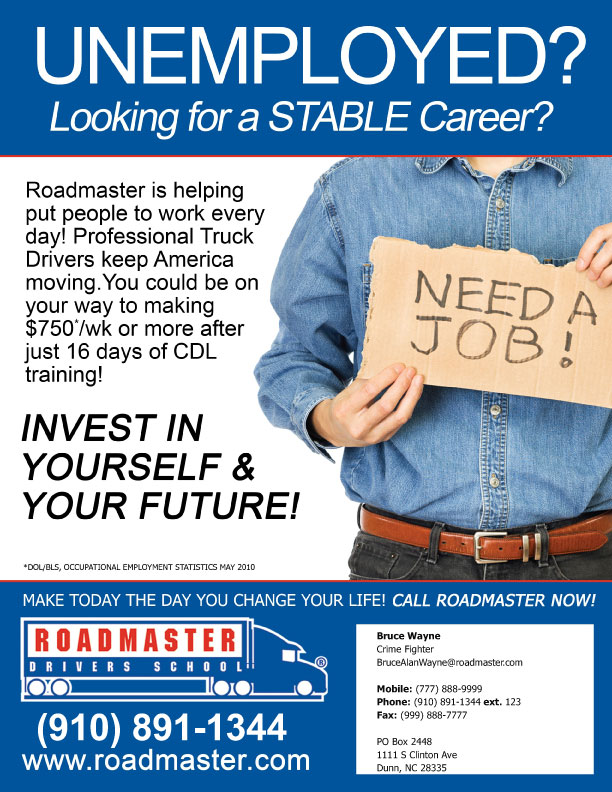 UNEMPLOYED?
Looking for a STABLE Career?
Roadmaster is helping
put people to work every
day! Professional Truck
Drivers keep America
moving.You could be on
your way to making
$750*/wk or more after
just 16 days of CDL
training!
NEED A
JOB!
INVEST IN
YOURSELF &
YOUR FUTURE!
*DOL/BLS, OCCUPATIONAL EMPLOYMENT STATISTICS MAY 2010
MAKE TODAY THE DAY YOU CHANGE YOUR LIFE! CALL ROADMASTER NOW!
ROADMASTER
DRIVERS SCHOOL
®
(910) 891-1344
www.roadmaster.com
Bruce Wayne
Crime Fighter
BruceAlanWayne@roadmaster.com
Mobile: (777) 888-9999
Phone: (910) 891-1344 ext. 123
Fax: (999) 888-7777
PO Box 2448
1111 S Clinton Ave
Dunn, NC 28335